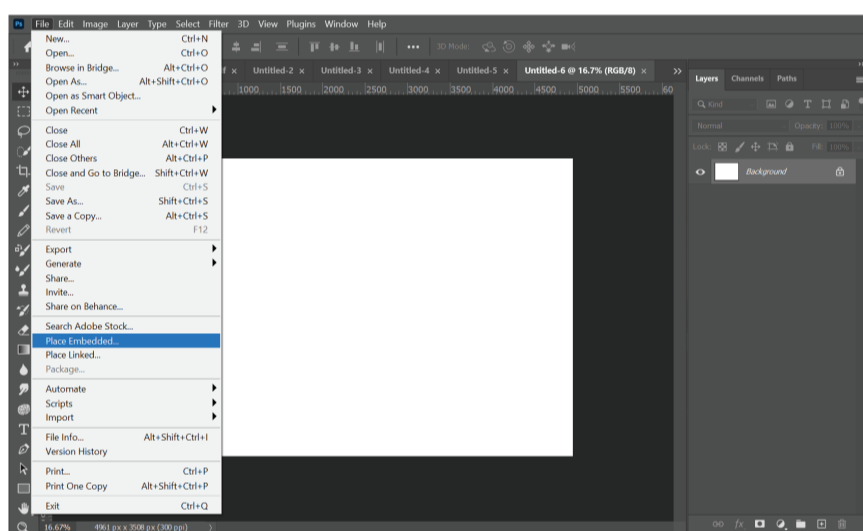 Ps File Edit Image Layer Type Select Filter 3D View Plugins Window Help
3D Mode:
Untitled-2 × Untitled-3 × Untitled-4 × Untitled-5 × Untitled-6 @ 16.7% (RGB/8) ×
1000 1500 2000 2500 3000 3500 4000 4500 5000 5500 60
New... Ctrl+N
Open... Ctrl+O
Browse in Bridge... Alt+Ctrl+O
Open As... Alt+Shift+Ctrl+O
Open as Smart Object...
Open Recent
Close Ctrl+W
Close All Alt+Ctrl+W
Close Others Alt+Ctrl+P
Close and Go to Bridge... Shift+Ctrl+W
Save Ctrl+S
Save As... Shift+Ctrl+S
Save a Copy... Alt+Ctrl+S
Revert F12
Export
Generate
Share...
Invite...
Share on Behance...
Search Adobe Stock...
Place Embedded...
Place Linked...
Package...
Automate
Scripts
Import
File Info... Alt+Shift+Ctrl+I
Version History
Print... Ctrl+P
Print One Copy Alt+Shift+Ctrl+P
Exit Ctrl+Q
16.67% 4961 px x 3508 px (300 ppi)
Layers Channels Paths
Kind
Normal Opacity: 100%
Lock: Fill: 100%
Background
fx